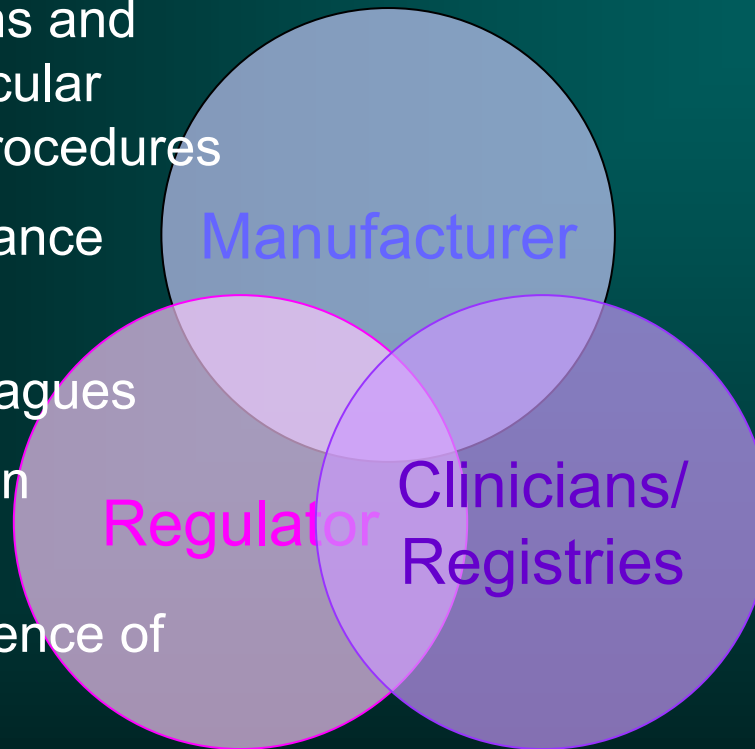 ns and
cular
rocedures
ance
agues
n
ence of
Manufacturer
Regulator
Clinicians/
Registries